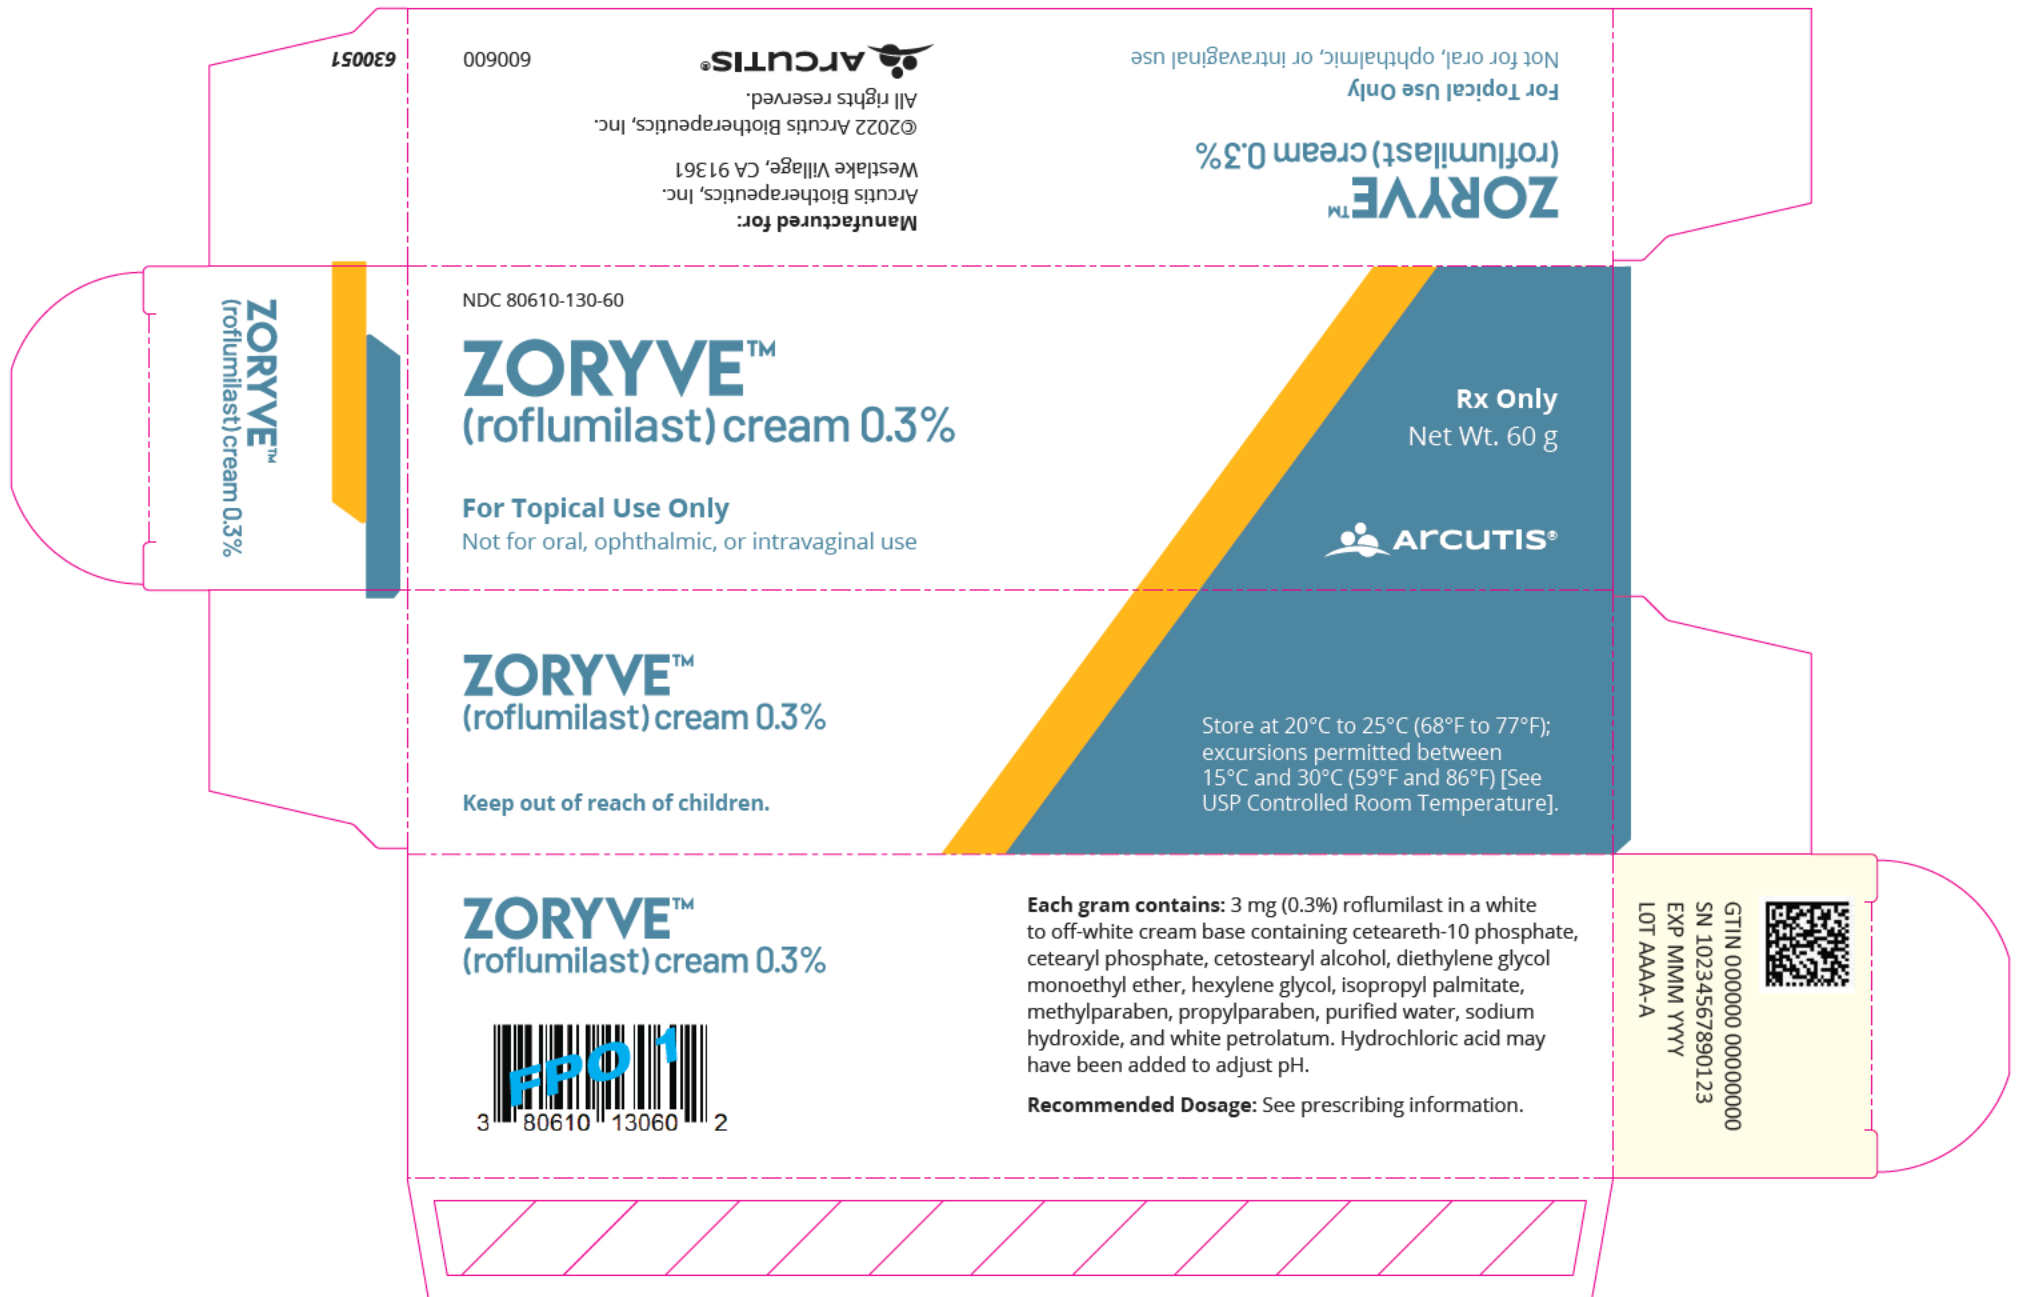 630051
600600
ARCUTIS®
All rights reserved.
©2022 Arcutis Biotherapeutics, Inc.
Westlake Village, CA 91361
Arcutis Biotherapeutics, Inc.
Manufactured for:
Not for oral, ophthalmic, or intravaginal use
For Topical Use Only
(roflumilast) cream 0.3%
ZORYVE™
ZORYVE™
(roflumilast) cream 0.3%
NDC 80610-130-60
ZORYVE™
(roflumilast) cream 0.3%
For Topical Use Only
Not for oral, ophthalmic, or intravaginal use
Rx Only
Net Wt. 60 g
ARCUTIS®
ZORYVE™
(roflumilast) cream 0.3%
Keep out of reach of children.
Store at 20°C to 25°C (68°F to 77°F);
excursions permitted between
15°C and 30°C (59°F and 86°F) [See
USP Controlled Room Temperature].
ZORYVE™
(roflumilast) cream 0.3%
FPO 1
3 80610 13060 2
Each gram contains: 3 mg (0.3%) roflumilast in a white
to off-white cream base containing ceteareth-10 phosphate,
cetearyl phosphate, cetostearyl alcohol, diethylene glycol
monoethyl ether, hexylene glycol, isopropyl palmitate,
methylparaben, propylparaben, purified water, sodium
hydroxide, and white petrolatum. Hydrochloric acid may
have been added to adjust pH.
Recommended Dosage: See prescribing information.
GTIN 000000 00000000
SN 10234567890123
EXP MMM YYYY
LOT AAAA-A